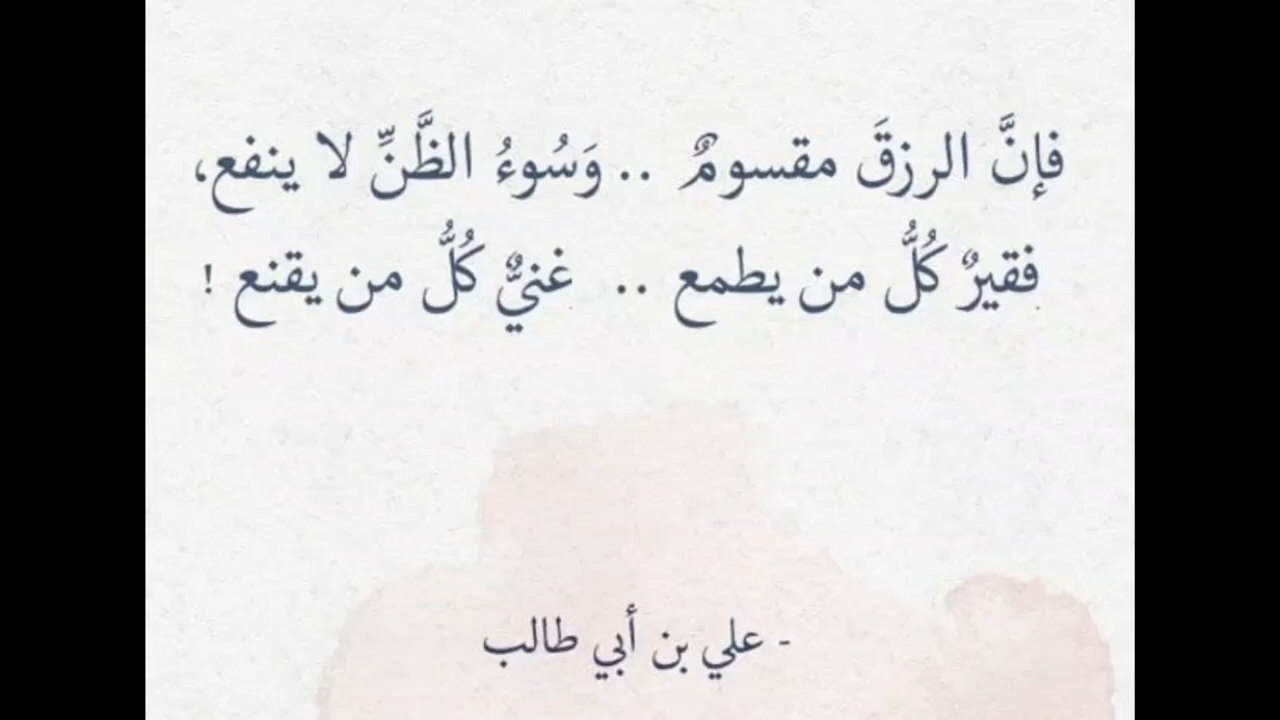 فإنَّ الرزقَ مقسومٌ .. وَسُوءُ الظَّنِّ لا ينفع،
فقيرٌ كُلُّ من يطمع .. غنيٌّ كُلُّ من يقنع !
- علي بن أبي طالب